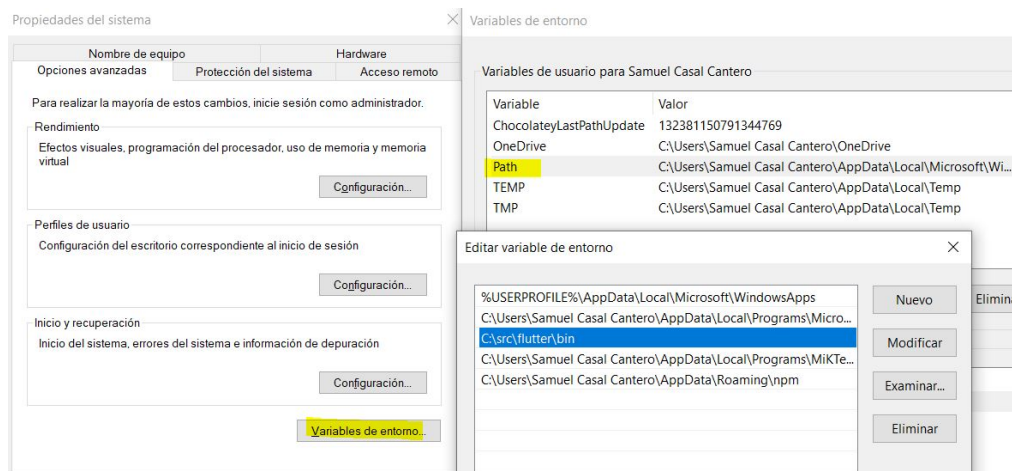 Propiedades del sistema
Nombre de equipo
Hardware
Opciones avanzadas
Protección del sistema
Acceso remoto
Para realizar la mayoría de estos cambios, inicie sesión como administrador.
Rendimiento
Efectos visuales, programación del procesador, uso de memoria y memoria
virtual
Configuración...
Perfiles de usuario
Configuración del escritorio correspondiente al inicio de sesión
Configuración...
Inicio y recuperación
Inicio del sistema, errores del sistema e información de depuración
Configuración...
Variables de entorno...
Variables de entorno
Variables de usuario para Samuel Casal Cantero
Variable Valor
ChocolateyLastPathUpdate 132381150791344769
OneDrive C:\Users\Samuel Casal Cantero\OneDrive
Path C:\Users\Samuel Casal Cantero\AppData\Local\Microsoft\Wi...
TEMP C:\Users\Samuel Casal Cantero\AppData\Local\Temp
TMP C:\Users\Samuel Casal Cantero\AppData\Local\Temp
Editar variable de entorno
%USERPROFILE%\AppData\Local\Microsoft\WindowsApps
C:\Users\Samuel Casal Cantero\AppData\Local\Programs\Micro...
C:\src\flutter\bin
C:\Users\Samuel Casal Cantero\AppData\Local\Programs\MiKTe...
C:\Users\Samuel Casal Cantero\AppData\Roaming\npm
Nuevo
Modificar
Examinar...
Eliminar